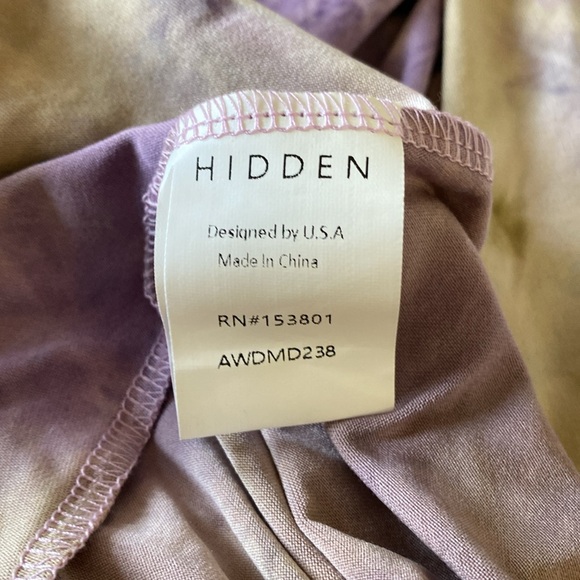 HIDDEN
Designed by U.S.A
Made In China
RN#153801
AWDMD238